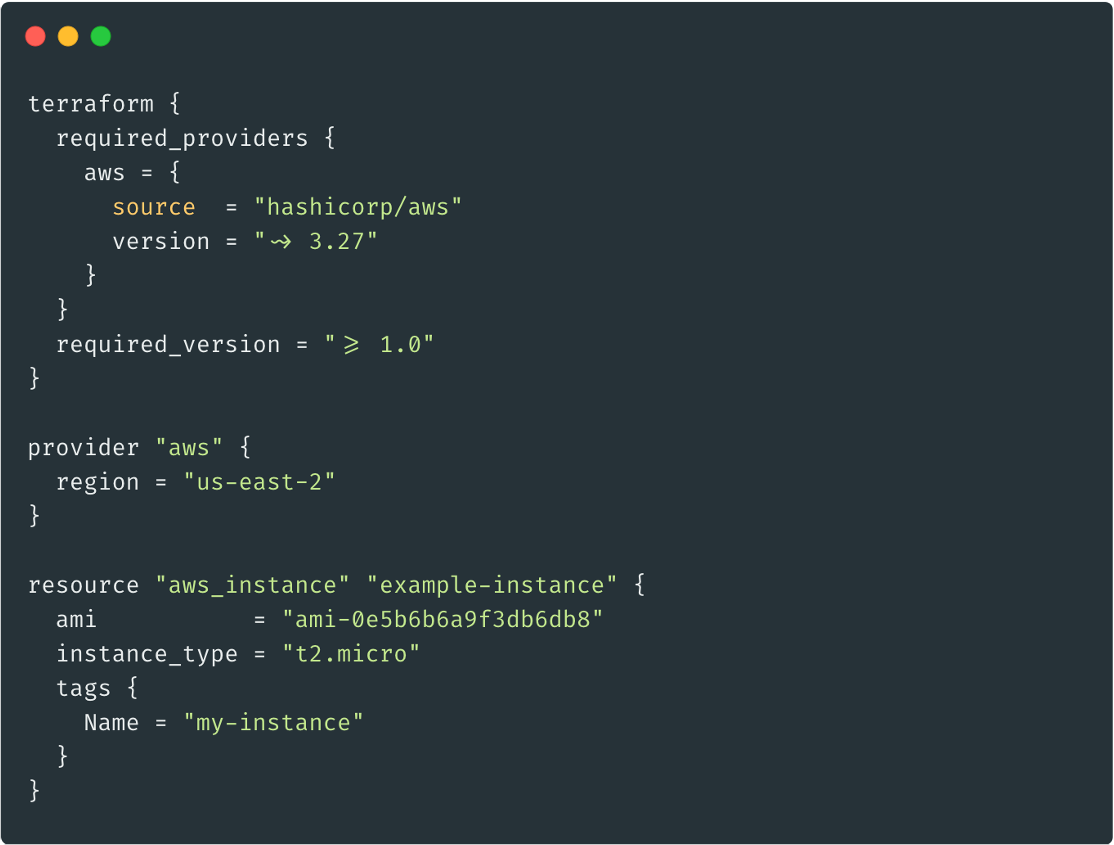 terraform {
  required_providers {
    aws = {
      source  = "hashicorp/aws"
      version = "~> 3.27"
    }
  }
  required_version = ">= 1.0"
}

provider "aws" {
  region = "us-east-2"
}

resource "aws_instance" "example-instance" {
  ami           = "ami-0e5b6b6a9f3db6db8"
  instance_type = "t2.micro"
  tags {
    Name = "my-instance"
  }
}